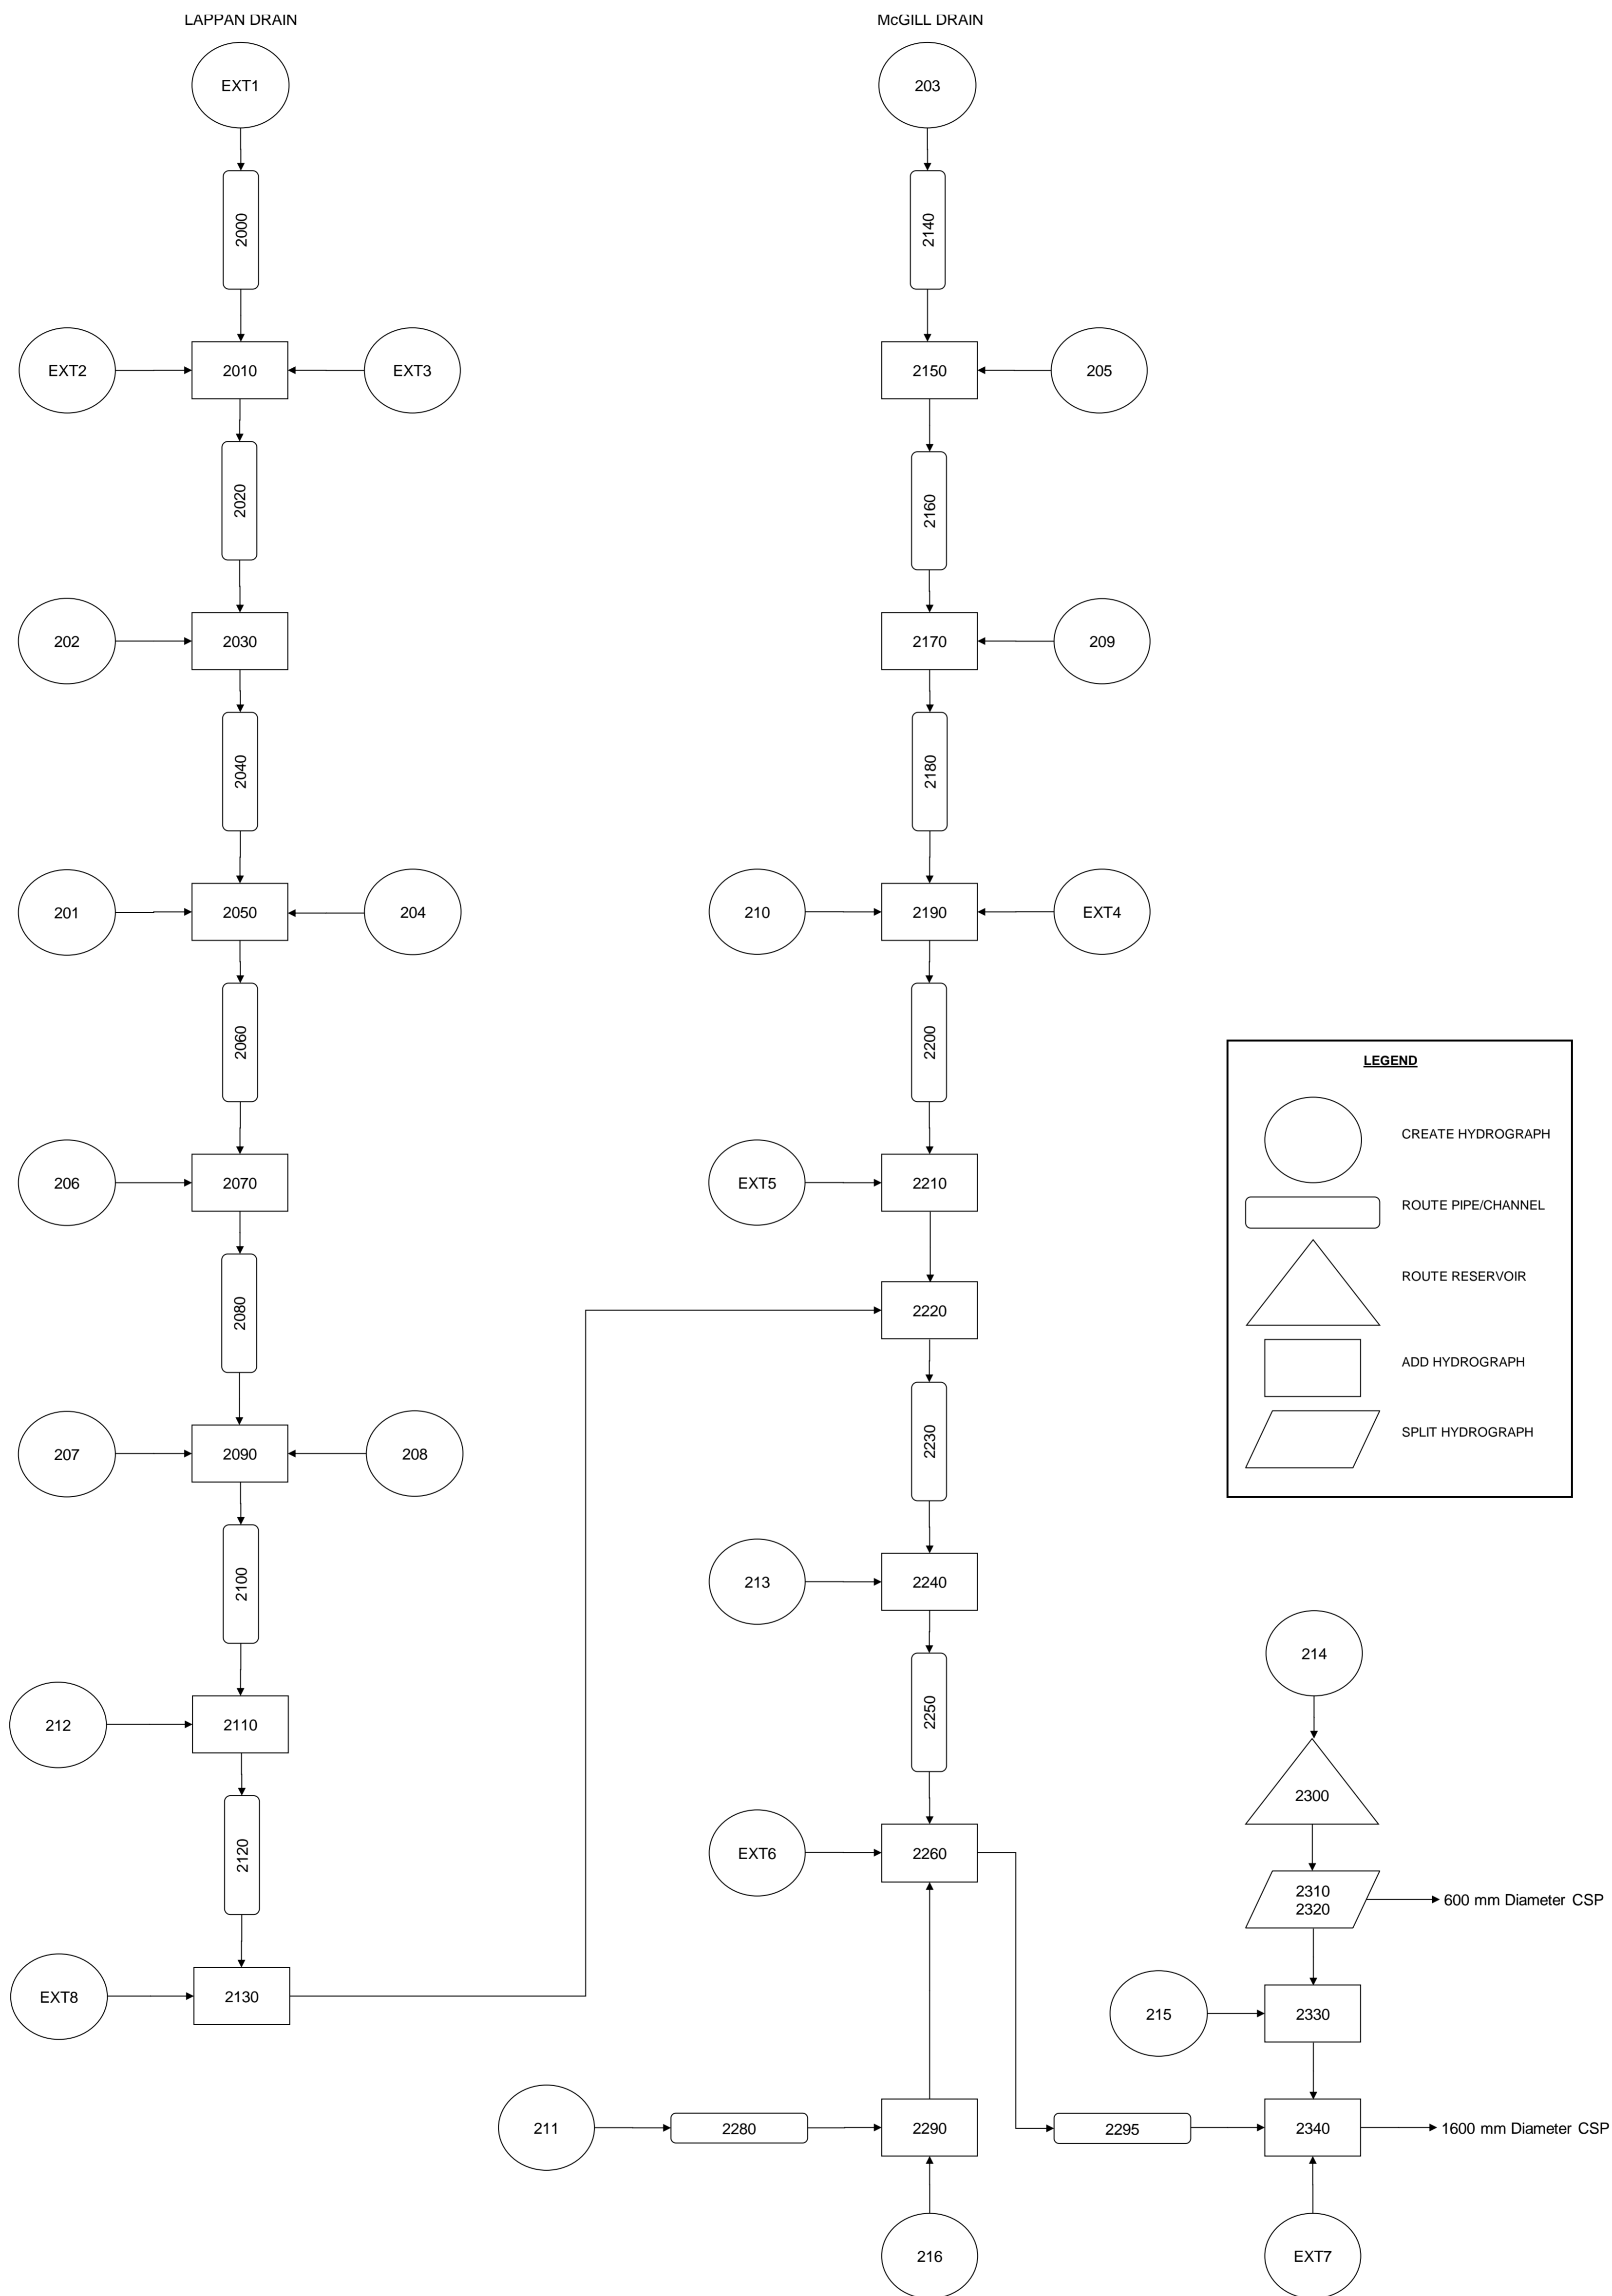 LAPPAN DRAIN
EXT1
2000
EXT2
2010
EXT3
2020
202
2030
2040
201
2050
204
2060
206
2070
2080
207
2090
208
2100
212
2110
2120
EXT8
2130
McGILL DRAIN
203
2140
2150
205
2160
2170
209
2180
210
2190
EXT4
2200
EXT5
2210
2220
2230
213
2240
2250
EXT6
2260
211
2280
2290
216
2295
LEGEND
CREATE HYDROGRAPH
ROUTE PIPE/CHANNEL
ROUTE RESERVOIR
ADD HYDROGRAPH
SPLIT HYDROGRAPH
214
2300
2310
2320
600 mm Diameter CSP
215
2330
2340
1600 mm Diameter CSP
EXT7